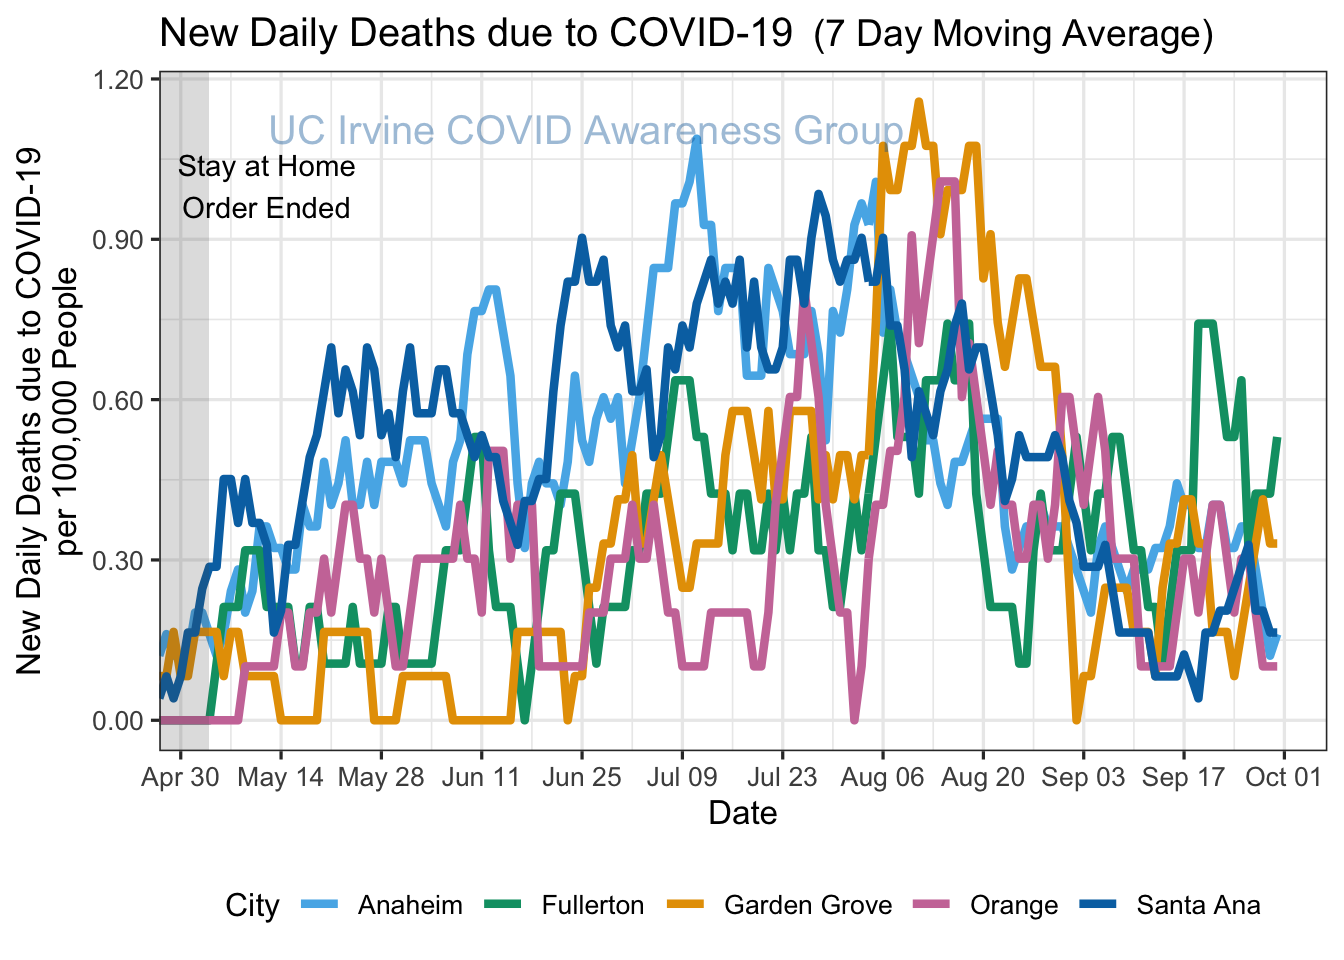 New Daily Deaths due to COVID-19 (7 Day Moving Average)
New Daily Deaths due to COVID-19
per 100,000 People
1.20
0.90
0.60
0.30
0.00
UC Irvine COVID Awareness Group
Stay at Home
Order Ended
Apr 30 May 14 May 28 Jun 11 Jun 25 Jul 09 Jul 23 Aug 06 Aug 20 Sep 03 Sep 17 Oct 01
Date
City Anaheim Fullerton Garden Grove Orange Santa Ana